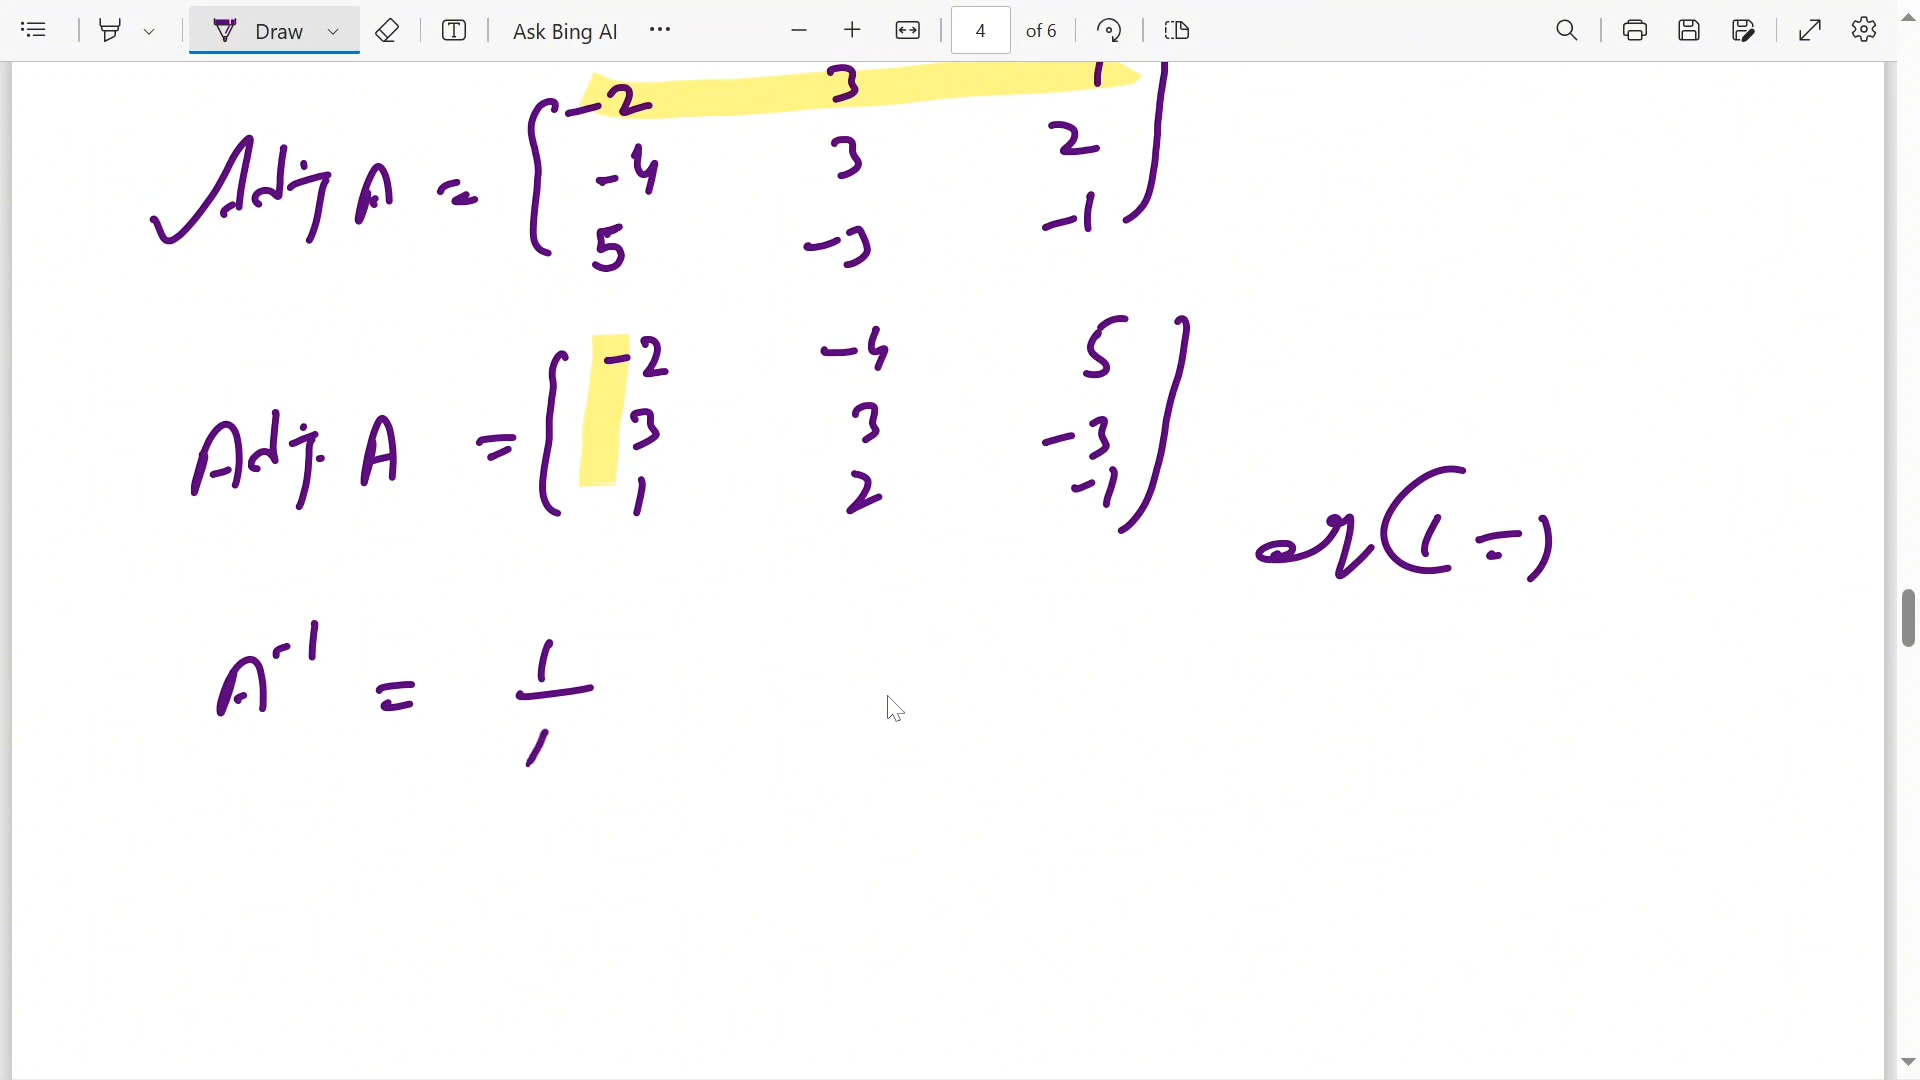 Draw Ask Bing AI 4 of 6
-2 3 1
Adj A = -4 3 2
5 -3 -1
-2 -4 5
Adj. A = 3 3 -3
1 2 -1
A⁻¹ = 1/1